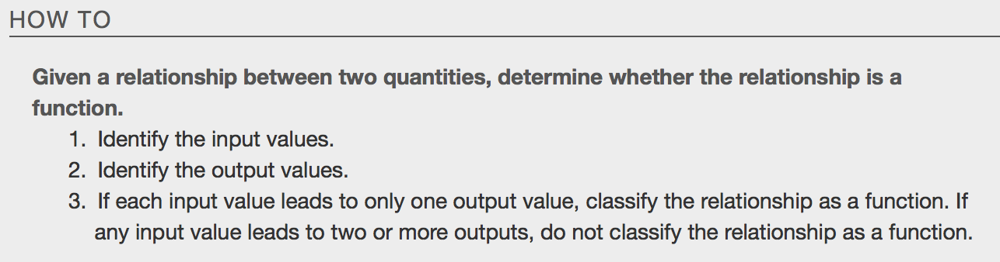 HOW TO
Given a relationship between two quantities, determine whether the relationship is a
function.
1. Identify the input values.
2. Identify the output values.
3. If each input value leads to only one output value, classify the relationship as a function. If
any input value leads to two or more outputs, do not classify the relationship as a function.